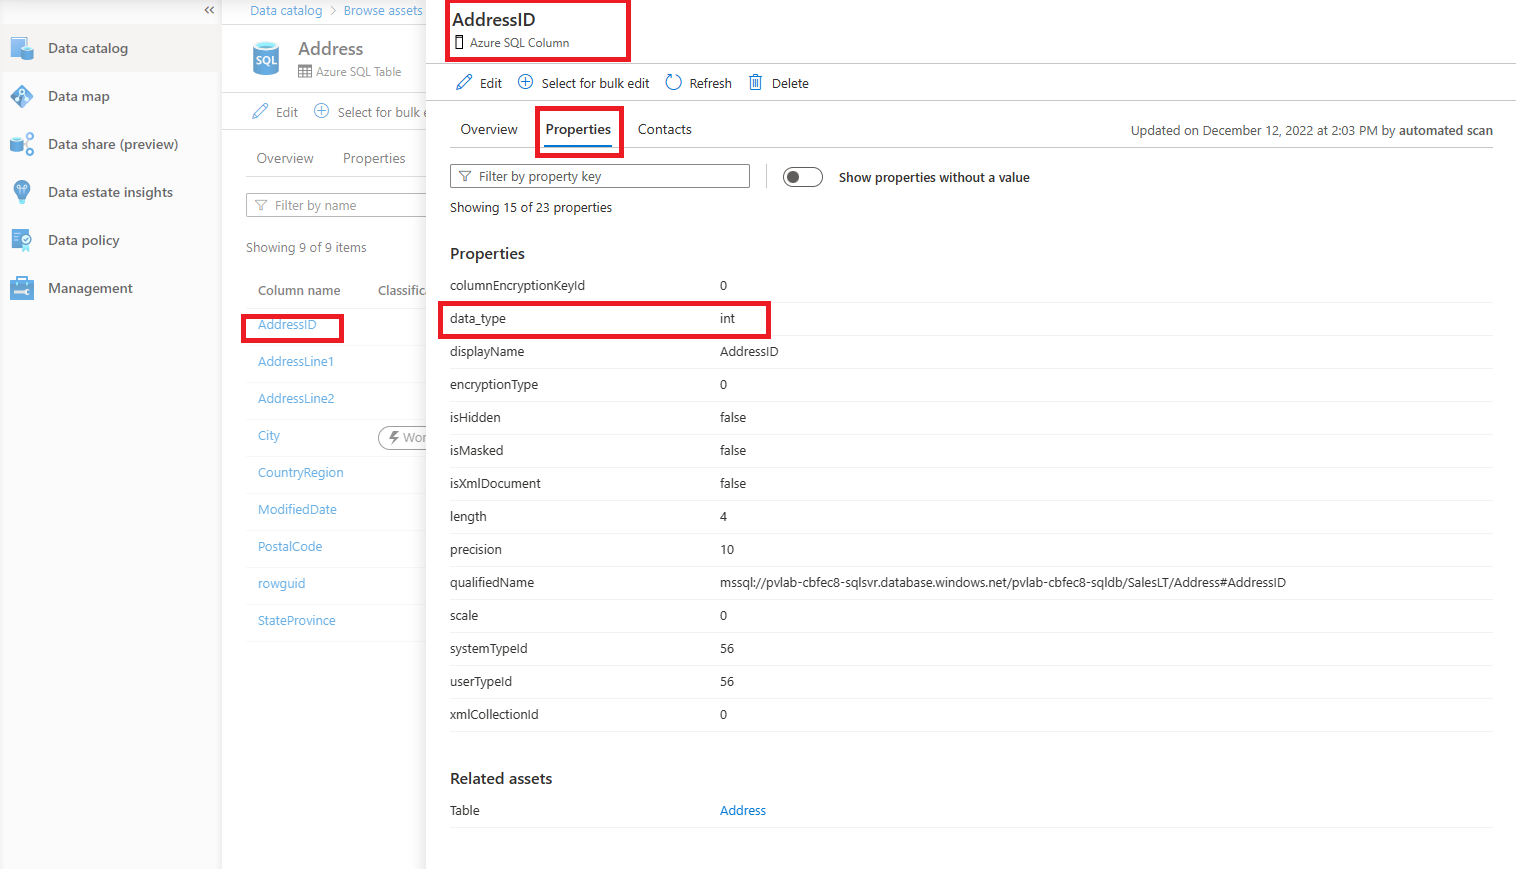 Data catalog
Data map
Data share (preview)
Data estate insights
Data policy
Management
Data catalog > Browse assets
SQL
Address
Azure SQL Table
Edit
Select for bulk e
Overview
Properties
Filter by name
Showing 9 of 9 items
Column name
Classific
AddressID
AddressLine1
AddressLine2
City
Wor
CountryRegion
ModifiedDate
PostalCode
rowguid
StateProvince
AddressID
Azure SQL Column
Edit
Select for bulk edit
Refresh
Delete
Overview
Properties
Contacts
Updated on December 12, 2022 at 2:03 PM by automated scan
Filter by property key
Show properties without a value
Showing 15 of 23 properties
Properties
columnEncryptionKeyId 0
data_type int
displayName AddressID
encryptionType 0
isHidden false
isMasked false
isXmlDocument false
length 4
precision 10
qualifiedName mssql://pvlab-cbfec8-sqlsvr.database.windows.net/pvlab-cbfec8-sqldb/SalesLT/Address#AddressID
scale 0
systemTypeId 56
userTypeId 56
xmlCollectionId 0
Related assets
Table Address